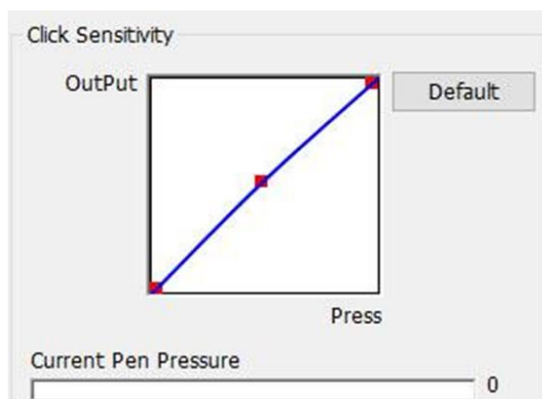 Click Sensitivity
OutPut
Default
Press
Current Pen Pressure
0